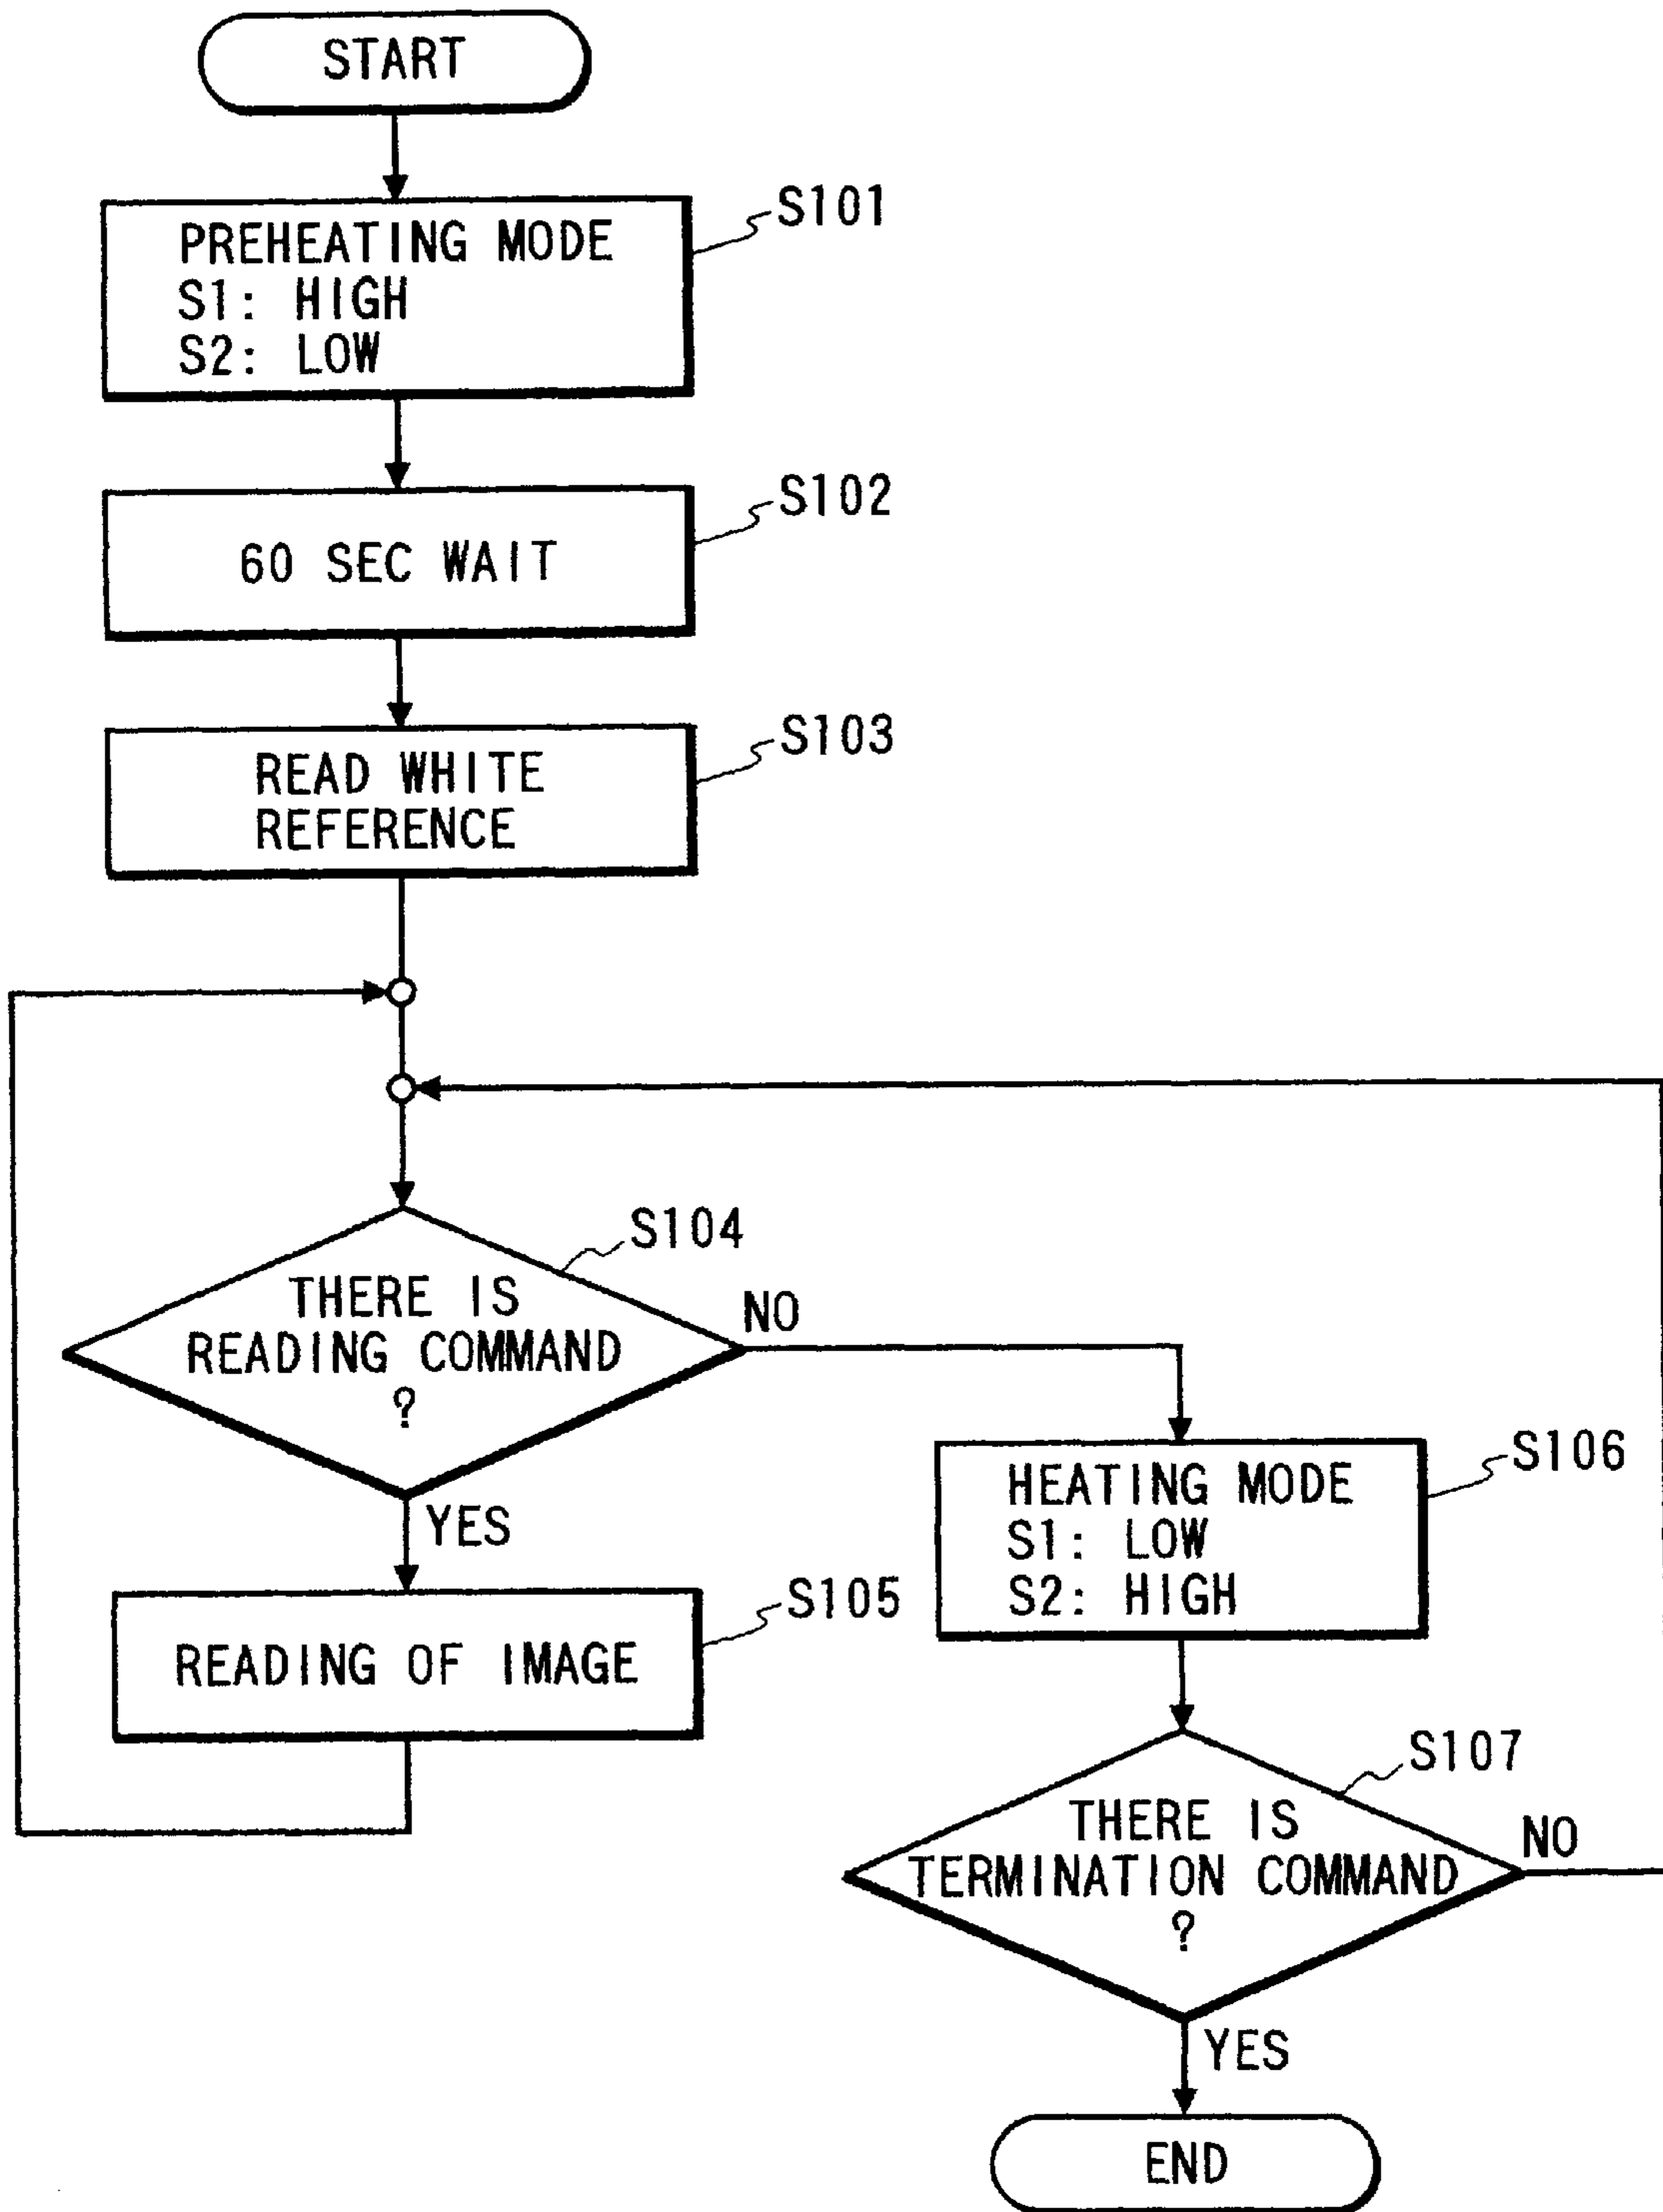 START
S101
PREHEATING MODE
S1: HIGH
S2: LOW
S102
60 SEC WAIT
S103
READ WHITE
REFERENCE
S104
THERE IS
READING COMMAND
?
NO
YES
S105
READING OF IMAGE
S106
HEATING MODE
S1: LOW
S2: HIGH
S107
THERE IS
TERMINATION COMMAND
?
NO
YES
END